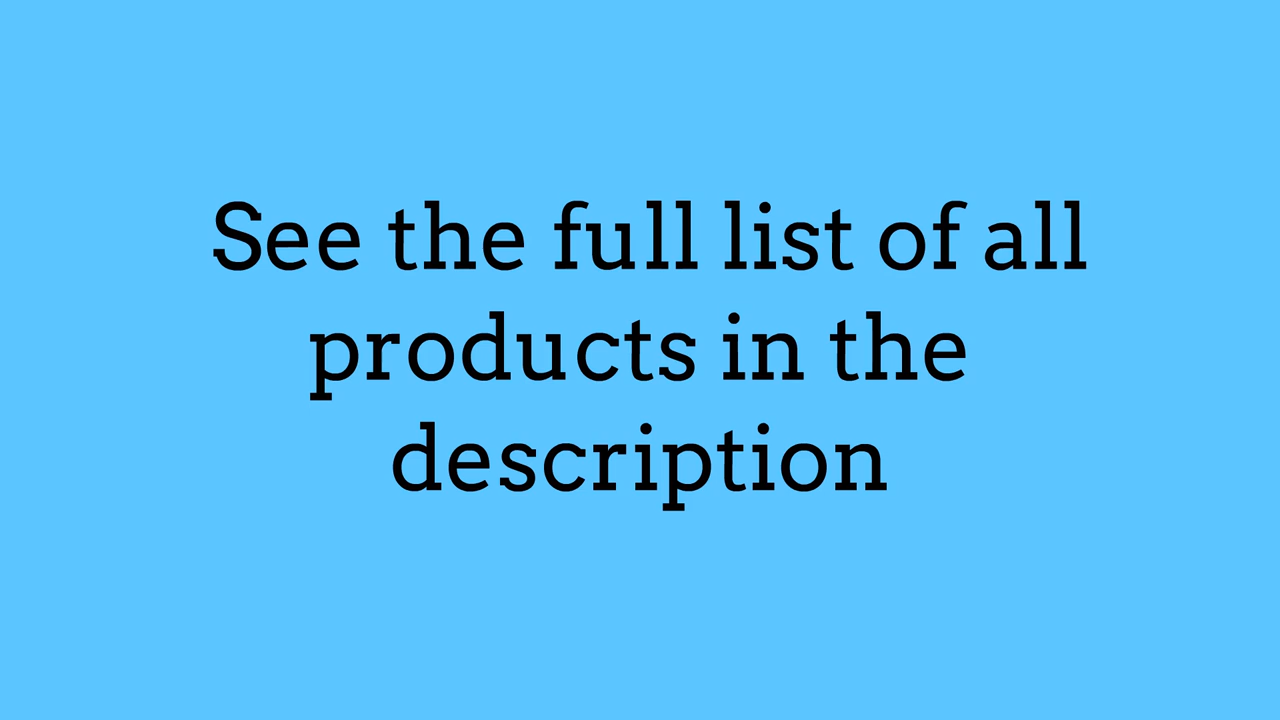 See the full list of all
products in the
description